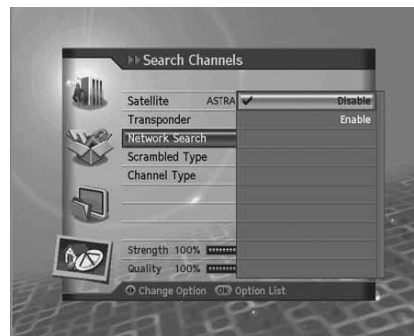 Search Channels
Satellite ASTRA Disable
Transponder Enable
Network Search
Scrambled Type
Channel Type
Strength 100%
Quality 100%
Change Option OK Option List